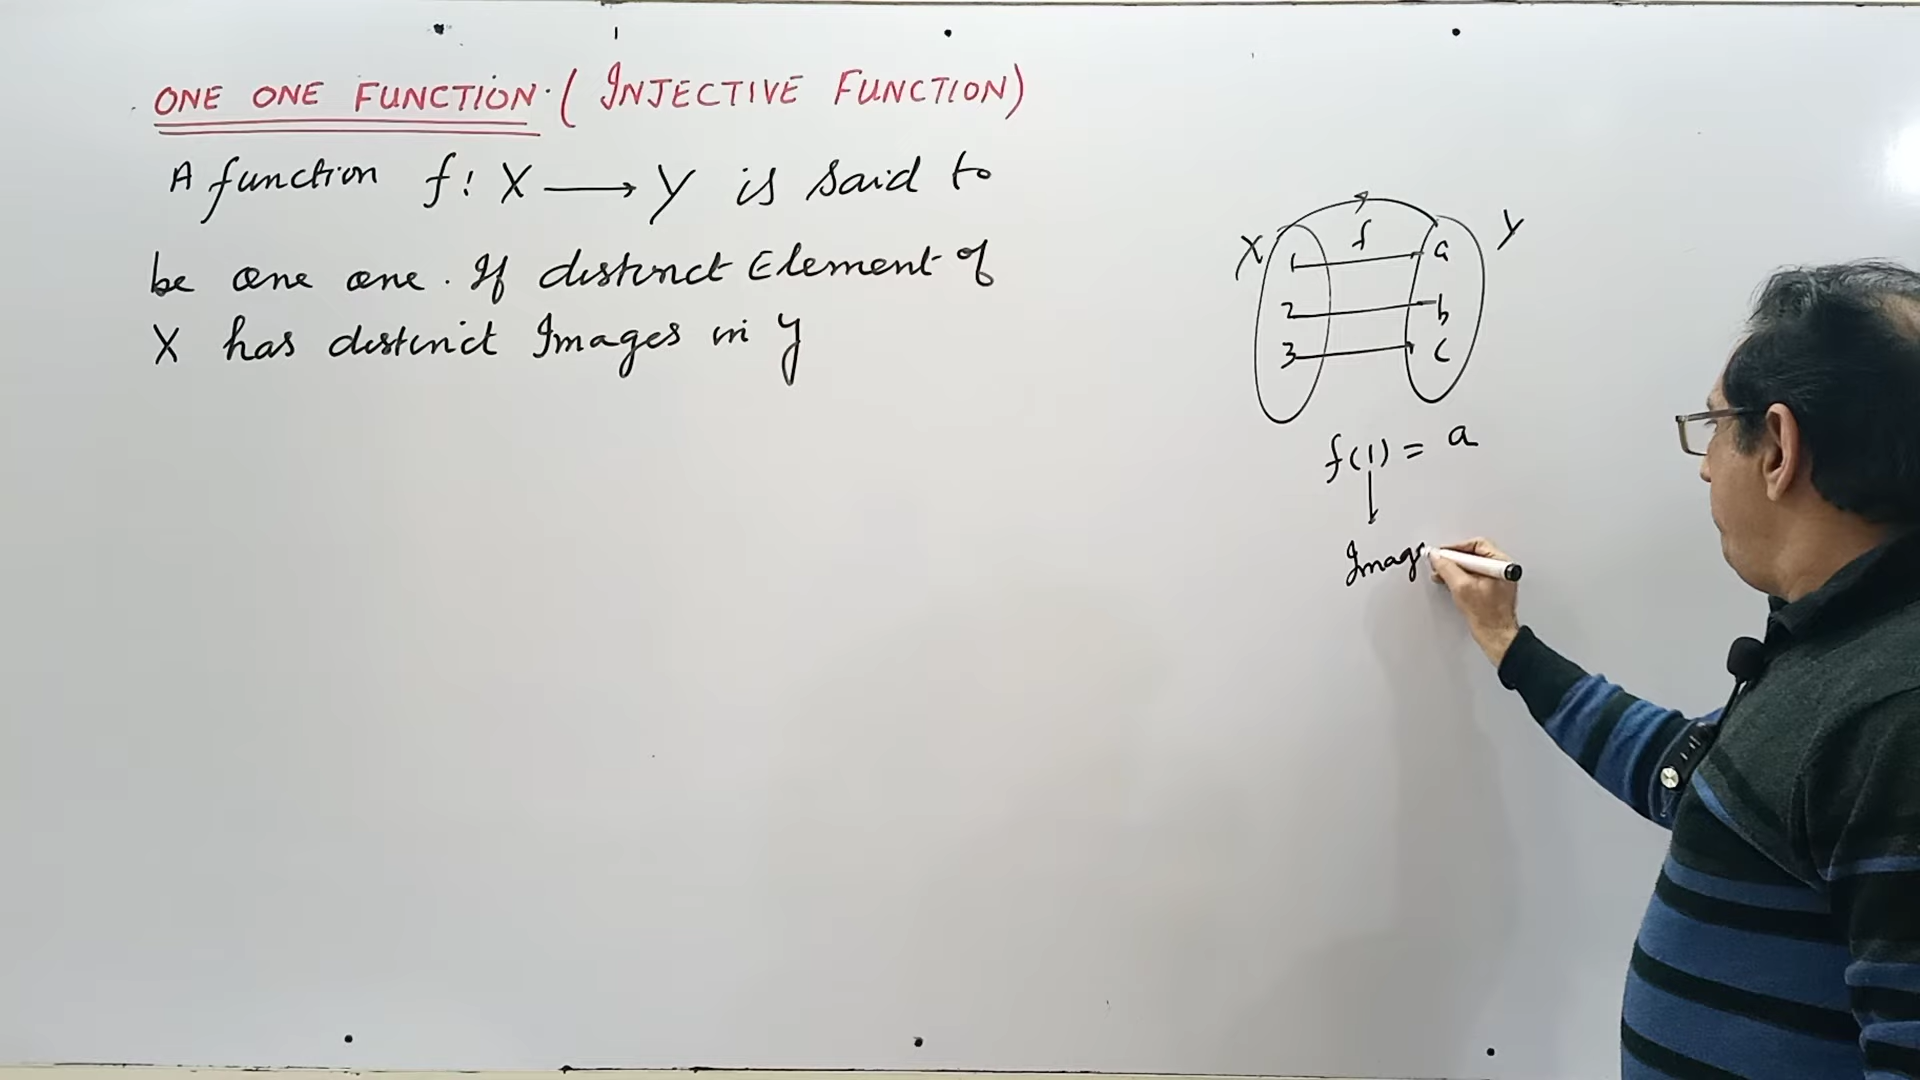 ONE ONE FUNCTION. ( INJECTIVE FUNCTION)
A function f: X ⟶ Y is said to
be one one. If distinct Element of
X has distinct Images in Y
X f Y
1 a
2 b
3 c
f(1) = a
↓
Imag